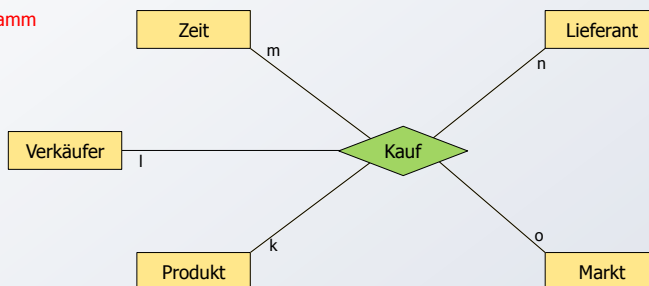 amm
Zeit
Lieferant
m
n
Verkäufer
Kauf
l
k
o
Produkt
Markt